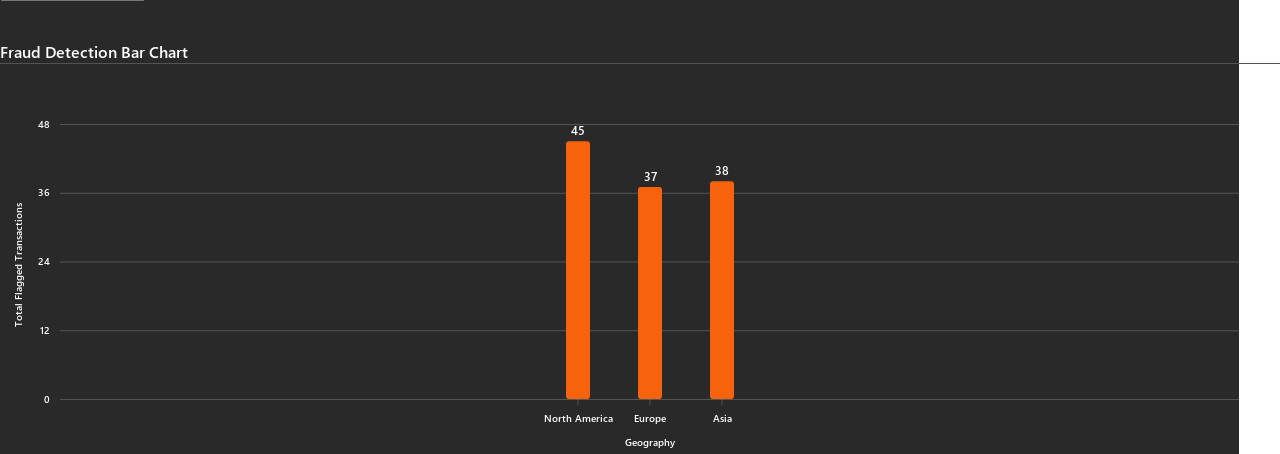 Fraud Detection Bar Chart
48
36
24
12
0
Total Flagged Transactions
45
37
38
North America
Europe
Asia
Geography